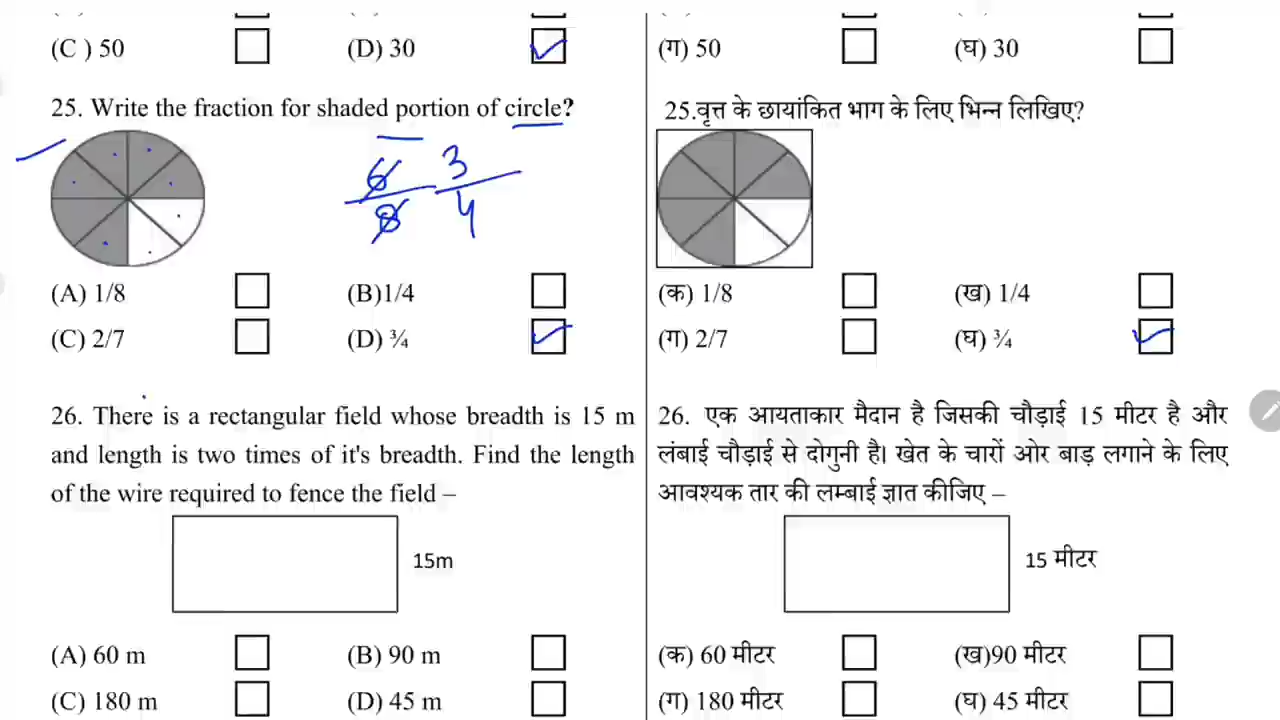 (C ) 50 (D) 30
25. Write the fraction for shaded portion of circle?
6 3
8 4
(A) 1/8 (B)1/4
(C) 2/7 (D) ¾
26. There is a rectangular field whose breadth is 15 m
and length is two times of it's breadth. Find the length
of the wire required to fence the field –
15m
(A) 60 m (B) 90 m
(C) 180 m (D) 45 m
(ग) 50 (घ) 30
25.वृत्त के छायांकित भाग के लिए भिन्न लिखिए?
(क) 1/8 (ख) 1/4
(ग) 2/7 (घ) ¾
26. एक आयताकार मैदान है जिसकी चौड़ाई 15 मीटर है और
लंबाई चौड़ाई से दोगुनी है। खेत के चारों ओर बाड़ लगाने के लिए
आवश्यक तार की लम्बाई ज्ञात कीजिए –
15 मीटर
(क) 60 मीटर (ख)90 मीटर
(ग) 180 मीटर (घ) 45 मीटर